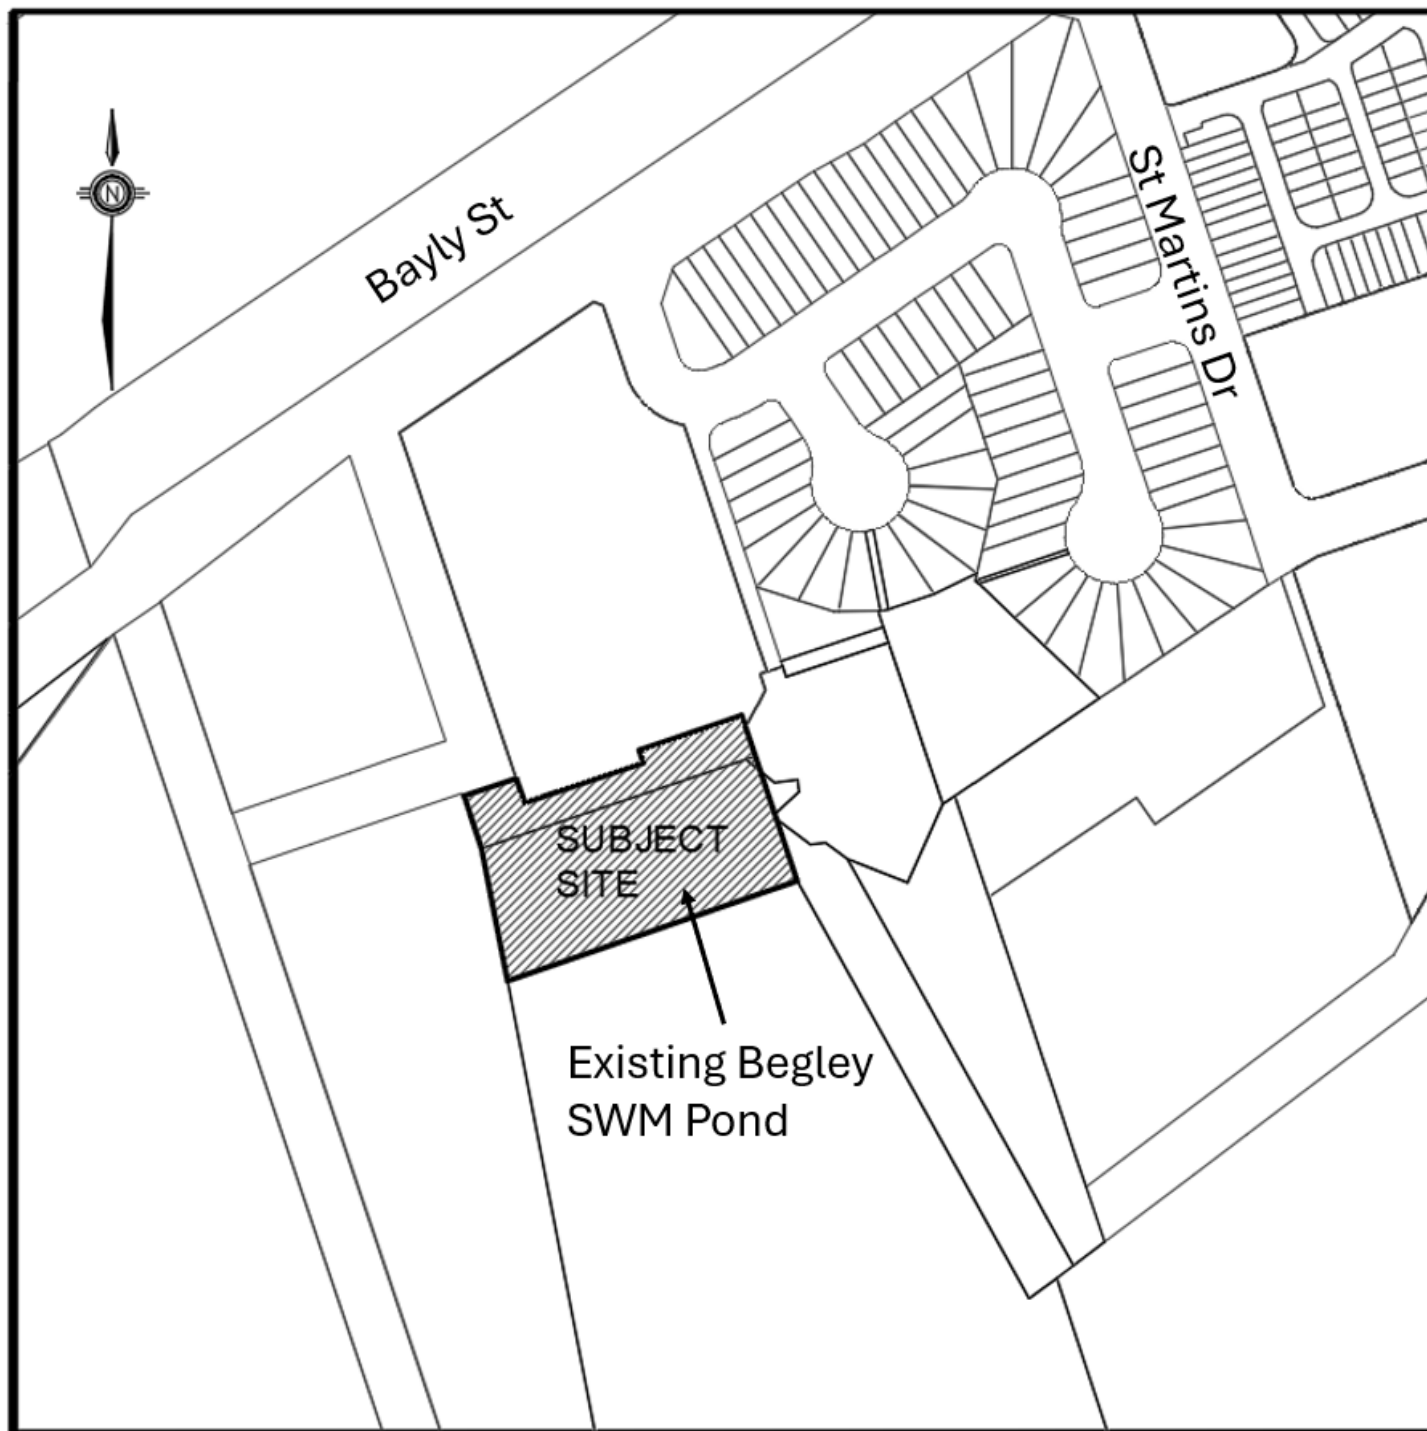 N
Bayly St
St Martins Dr
SUBJECT
SITE
Existing Begley
SWM Pond